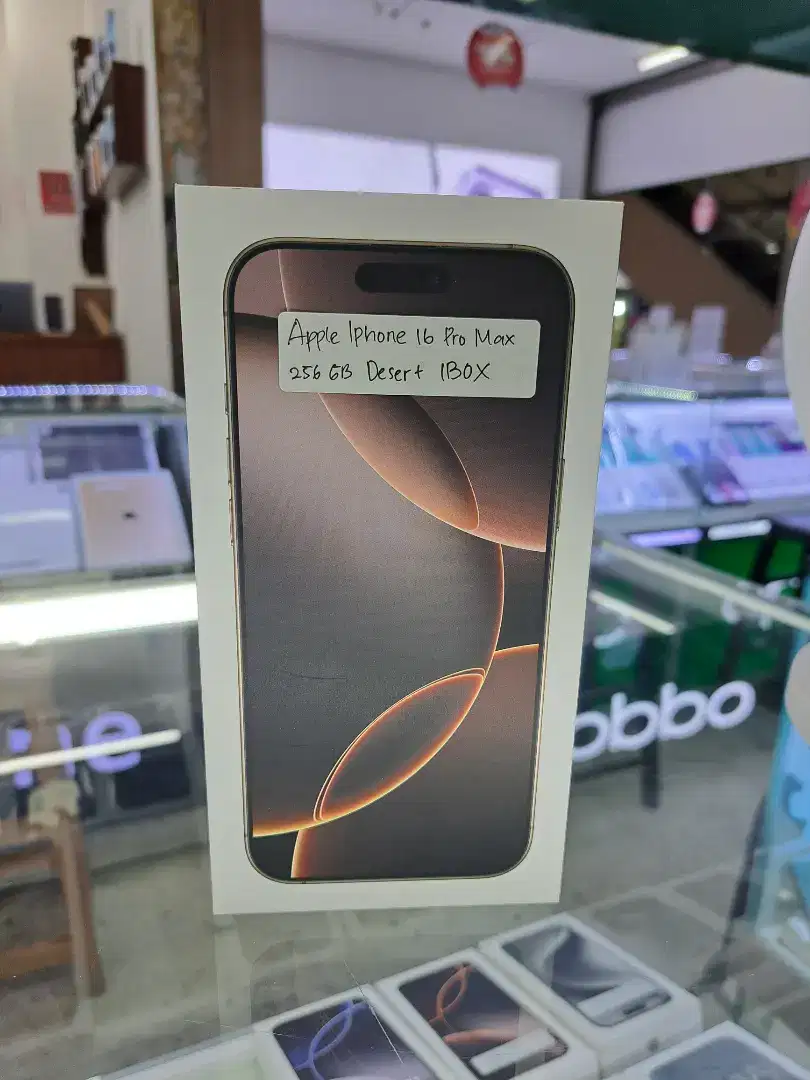 Apple Iphone 16 Pro Max
256 GB Desert IBOX